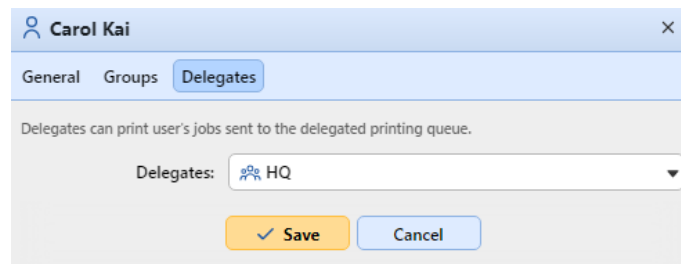 Carol Kai
General Groups Delegates
Delegates can print user's jobs sent to the delegated printing queue.
Delegates: HQ
Save Cancel